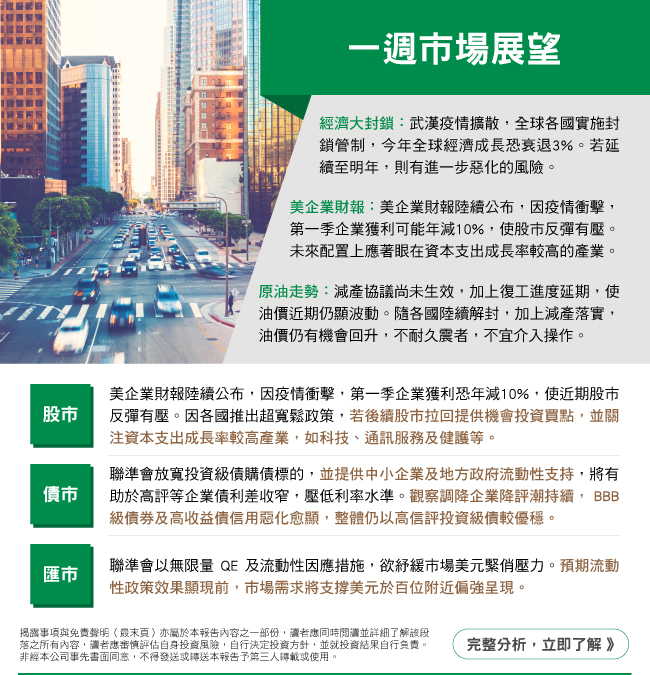 一週市場展望
經濟大封鎖：武漢疫情擴散，全球各國實施封
鎖管制，今年全球經濟成長恐衰退3%。若延
續至明年，則有進一步惡化的風險。
美企業財報：美企業財報陸續公布，因疫情衝擊，
第一季企業獲利可能年減10%，使股市反彈有壓。
未來配置上應著眼在資本支出成長率較高的產業。
原油走勢：減產協議尚未生效，加上復工進度延期，使
油價近期仍顯波動。隨各國陸續解封，加上減產落實，
油價仍有機會回升，不耐久震者，不宜介入操作。
股市
美企業財報陸續公布，因疫情衝擊，第一季企業獲利恐年減10%，使近期股市
反彈有壓。因各國推出超寬鬆政策，若後續股市拉回提供機會投資買點，並關
注資本支出成長率較高產業，如科技、通訊服務及健護等。
債市
聯準會放寬投資級債購債標的，並提供中小企業及地方政府流動性支持，將有
助於高評等企業債利差收窄，壓低利率水準。觀察調降企業降評潮持續， BBB
級債券及高收益債信用惡化愈顯，整體仍以高信評投資級債較優穩。
匯市
聯準會以無限量 QE 及流動性因應措施，欲紓緩市場美元緊俏壓力。預期流動
性政策效果顯現前，市場需求將支撐美元於百位附近偏強呈現。
揭露事項與免責聲明（最末頁）亦屬於本報告內容之一部份，讀者應同時閱讀並詳細了解該段
落之所有內容，讀者應審慎評估自身投資風險，自行決定投資方針，並就投資結果自行負責。
非經本公司事先書面同意，不得發送或轉送本報告予第三人轉載或使用。
完整分析，立即了解 》